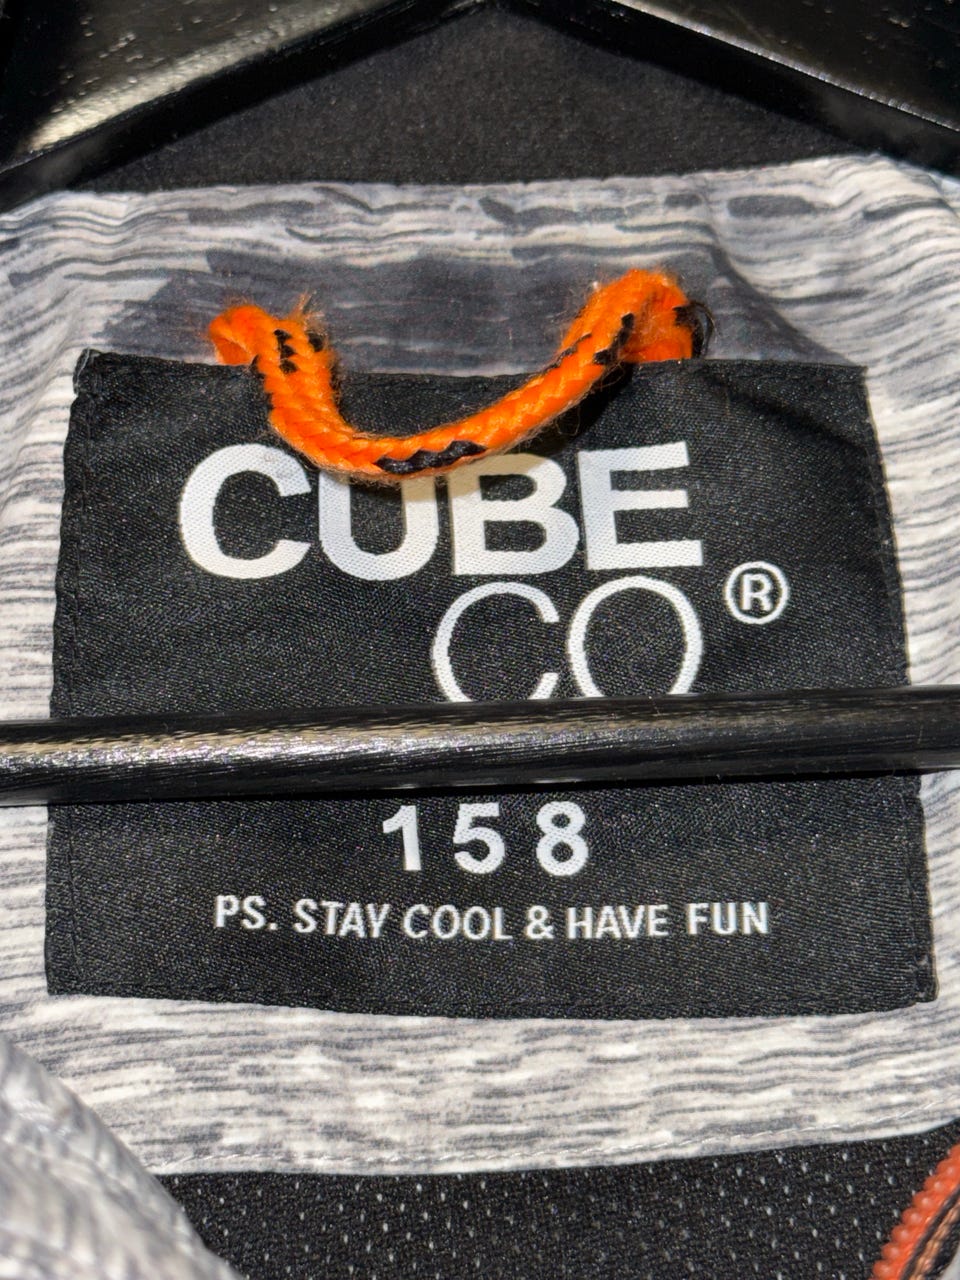 CUBE
CO®
158
PS. STAY COOL & HAVE FUN